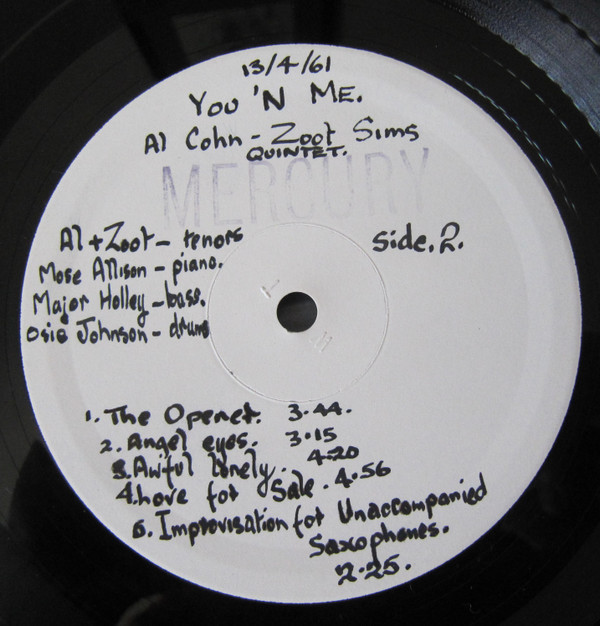 13/4/61
YOU 'N ME.
Al Cohn - Zoot Sims
QUINTET.
MERCURY
Al + Zoot - tenors
Mose Allison - piano.
Major Holley - bass.
Osie Johnson - drums
Side. 2.
1. The Opener. 3.44.
2. Angel eyes. 3.15
3. Awful lonely. 4.20
4. Love for Sale. 4.56
5. Improvisation for Unaccompanied
Saxophones.
2.25.